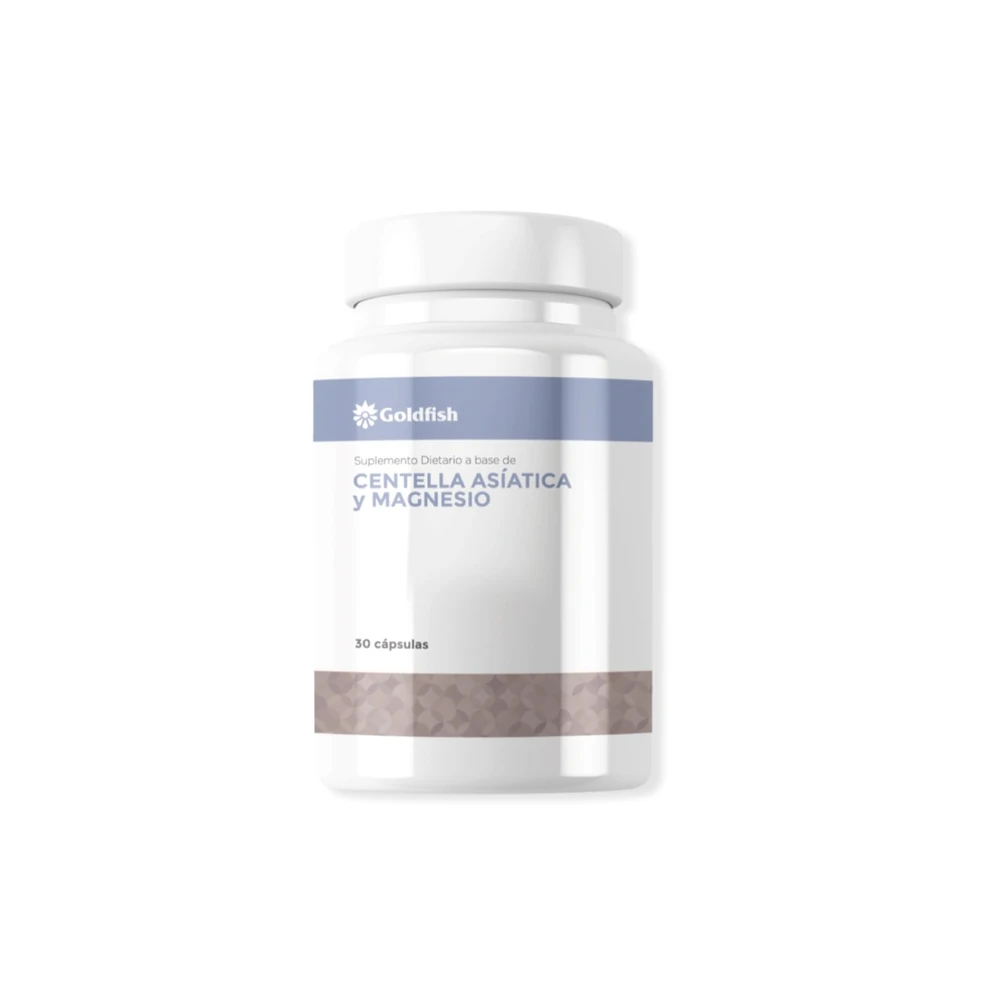 Goldfish
Suplemento Dietario a base de
CENTELLA ASÍATICA
y MAGNESIO
30 cápsulas